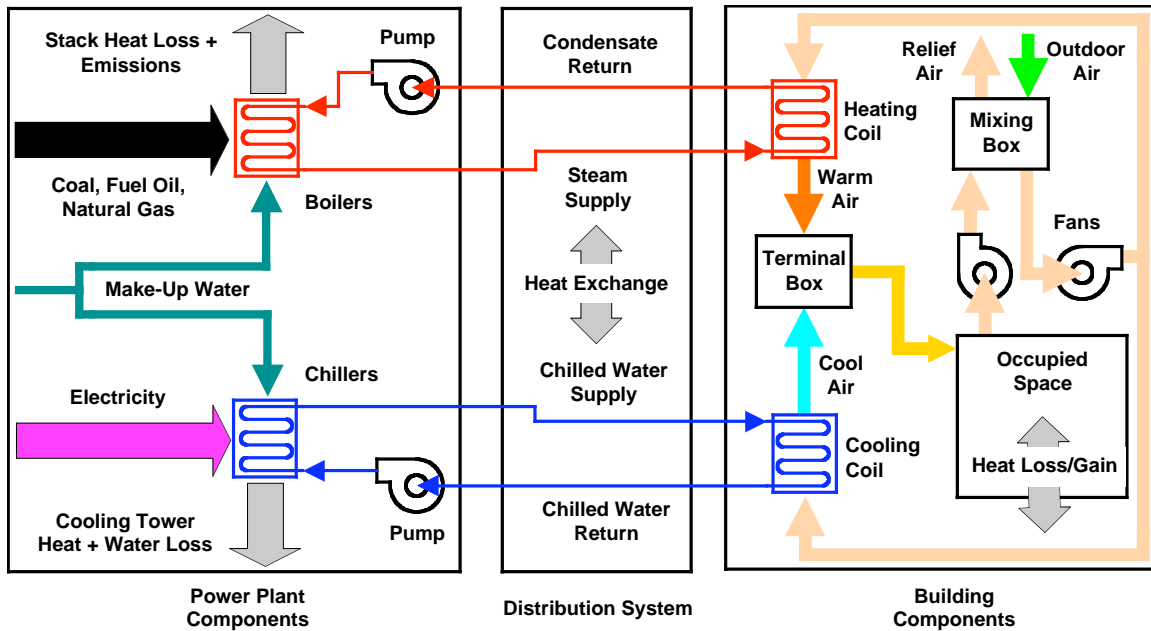 Stack Heat Loss +
Emissions
Pump
Coal, Fuel Oil,
Natural Gas
Boilers
Make-Up Water
Chillers
Electricity
Cooling Tower
Heat + Water Loss
Pump
Power Plant
Components
Condensate
Return
Steam
Supply
Heat Exchange
Chilled Water
Supply
Chilled Water
Return
Distribution System
Relief
Air
Outdoor
Air
Heating
Coil
Mixing
Box
Warm
Air
Fans
Terminal
Box
Cool
Air
Occupied
Space
Cooling
Coil
Heat Loss/Gain
Building
Components